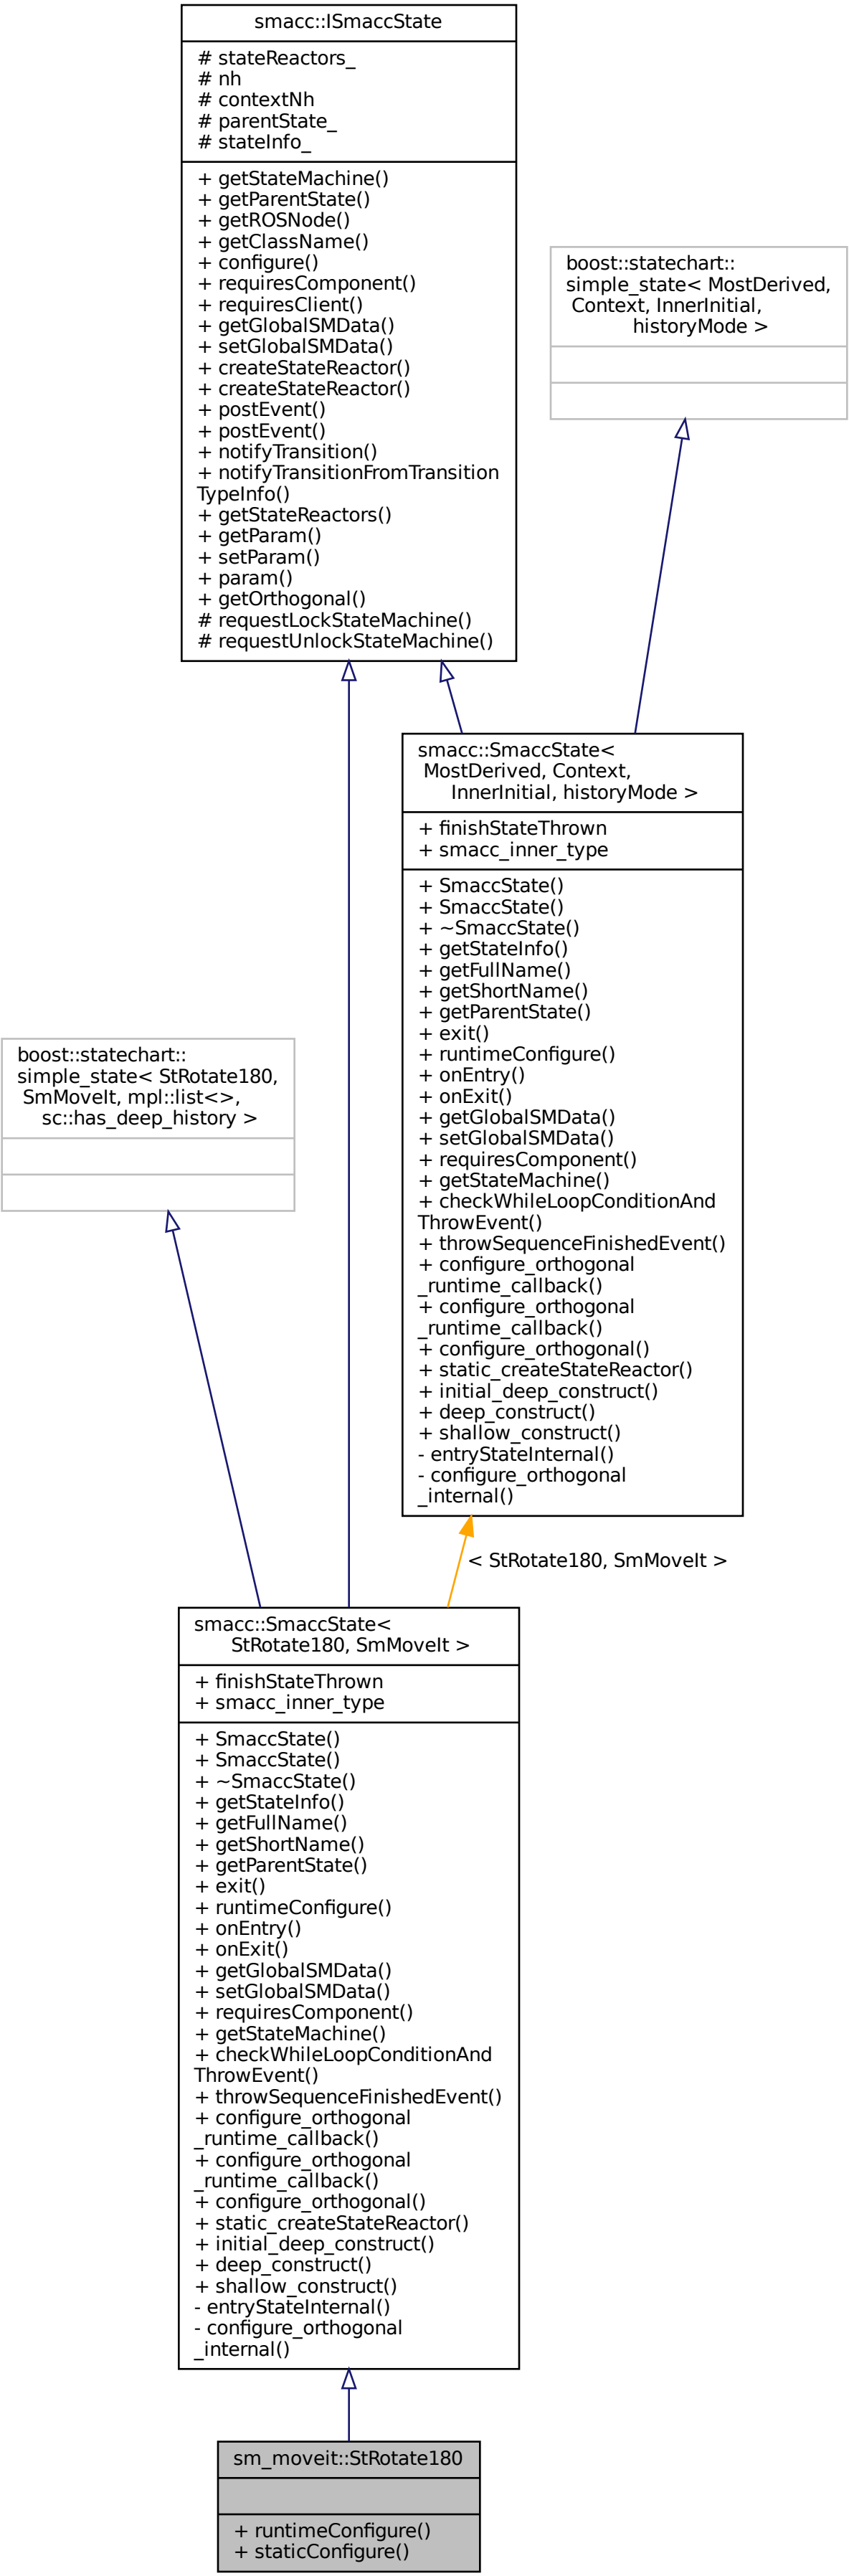 smacc::ISmaccState
# stateReactors_
# nh
# contextNh
# parentState_
# stateInfo_
+ getStateMachine()
+ getParentState()
+ getROSNode()
+ getClassName()
+ configure()
+ requiresComponent()
+ requiresClient()
+ getGlobalSMData()
+ setGlobalSMData()
+ createStateReactor()
+ createStateReactor()
+ postEvent()
+ postEvent()
+ notifyTransition()
+ notifyTransitionFromTransition
TypeInfo()
+ getStateReactors()
+ getParam()
+ setParam()
+ param()
+ getOrthogonal()
# requestLockStateMachine()
# requestUnlockStateMachine()
boost::statechart::
simple_state< MostDerived,
Context, InnerInitial,
historyMode >
smacc::SmaccState<
MostDerived, Context,
InnerInitial, historyMode >
+ finishStateThrown
+ smacc_inner_type
+ SmaccState()
+ SmaccState()
+ ~SmaccState()
+ getStateInfo()
+ getFullName()
+ getShortName()
+ getParentState()
+ exit()
+ runtimeConfigure()
+ onEntry()
+ onExit()
+ getGlobalSMData()
+ setGlobalSMData()
+ requiresComponent()
+ getStateMachine()
+ checkWhileLoopConditionAnd
ThrowEvent()
+ throwSequenceFinishedEvent()
+ configure_orthogonal
_runtime_callback()
+ configure_orthogonal
_runtime_callback()
+ configure_orthogonal()
+ static_createStateReactor()
+ initial_deep_construct()
+ deep_construct()
+ shallow_construct()
- entryStateInternal()
- configure_orthogonal
_internal()
boost::statechart::
simple_state< StRotate180,
SmMoveIt, mpl::list<>,
sc::has_deep_history >
< StRotate180, SmMoveIt >
smacc::SmaccState<
StRotate180, SmMoveIt >
+ finishStateThrown
+ smacc_inner_type
+ SmaccState()
+ SmaccState()
+ ~SmaccState()
+ getStateInfo()
+ getFullName()
+ getShortName()
+ getParentState()
+ exit()
+ runtimeConfigure()
+ onEntry()
+ onExit()
+ getGlobalSMData()
+ setGlobalSMData()
+ requiresComponent()
+ getStateMachine()
+ checkWhileLoopConditionAnd
ThrowEvent()
+ throwSequenceFinishedEvent()
+ configure_orthogonal
_runtime_callback()
+ configure_orthogonal
_runtime_callback()
+ configure_orthogonal()
+ static_createStateReactor()
+ initial_deep_construct()
+ deep_construct()
+ shallow_construct()
- entryStateInternal()
- configure_orthogonal
_internal()
sm_moveit::StRotate180
+ runtimeConfigure()
+ staticConfigure()